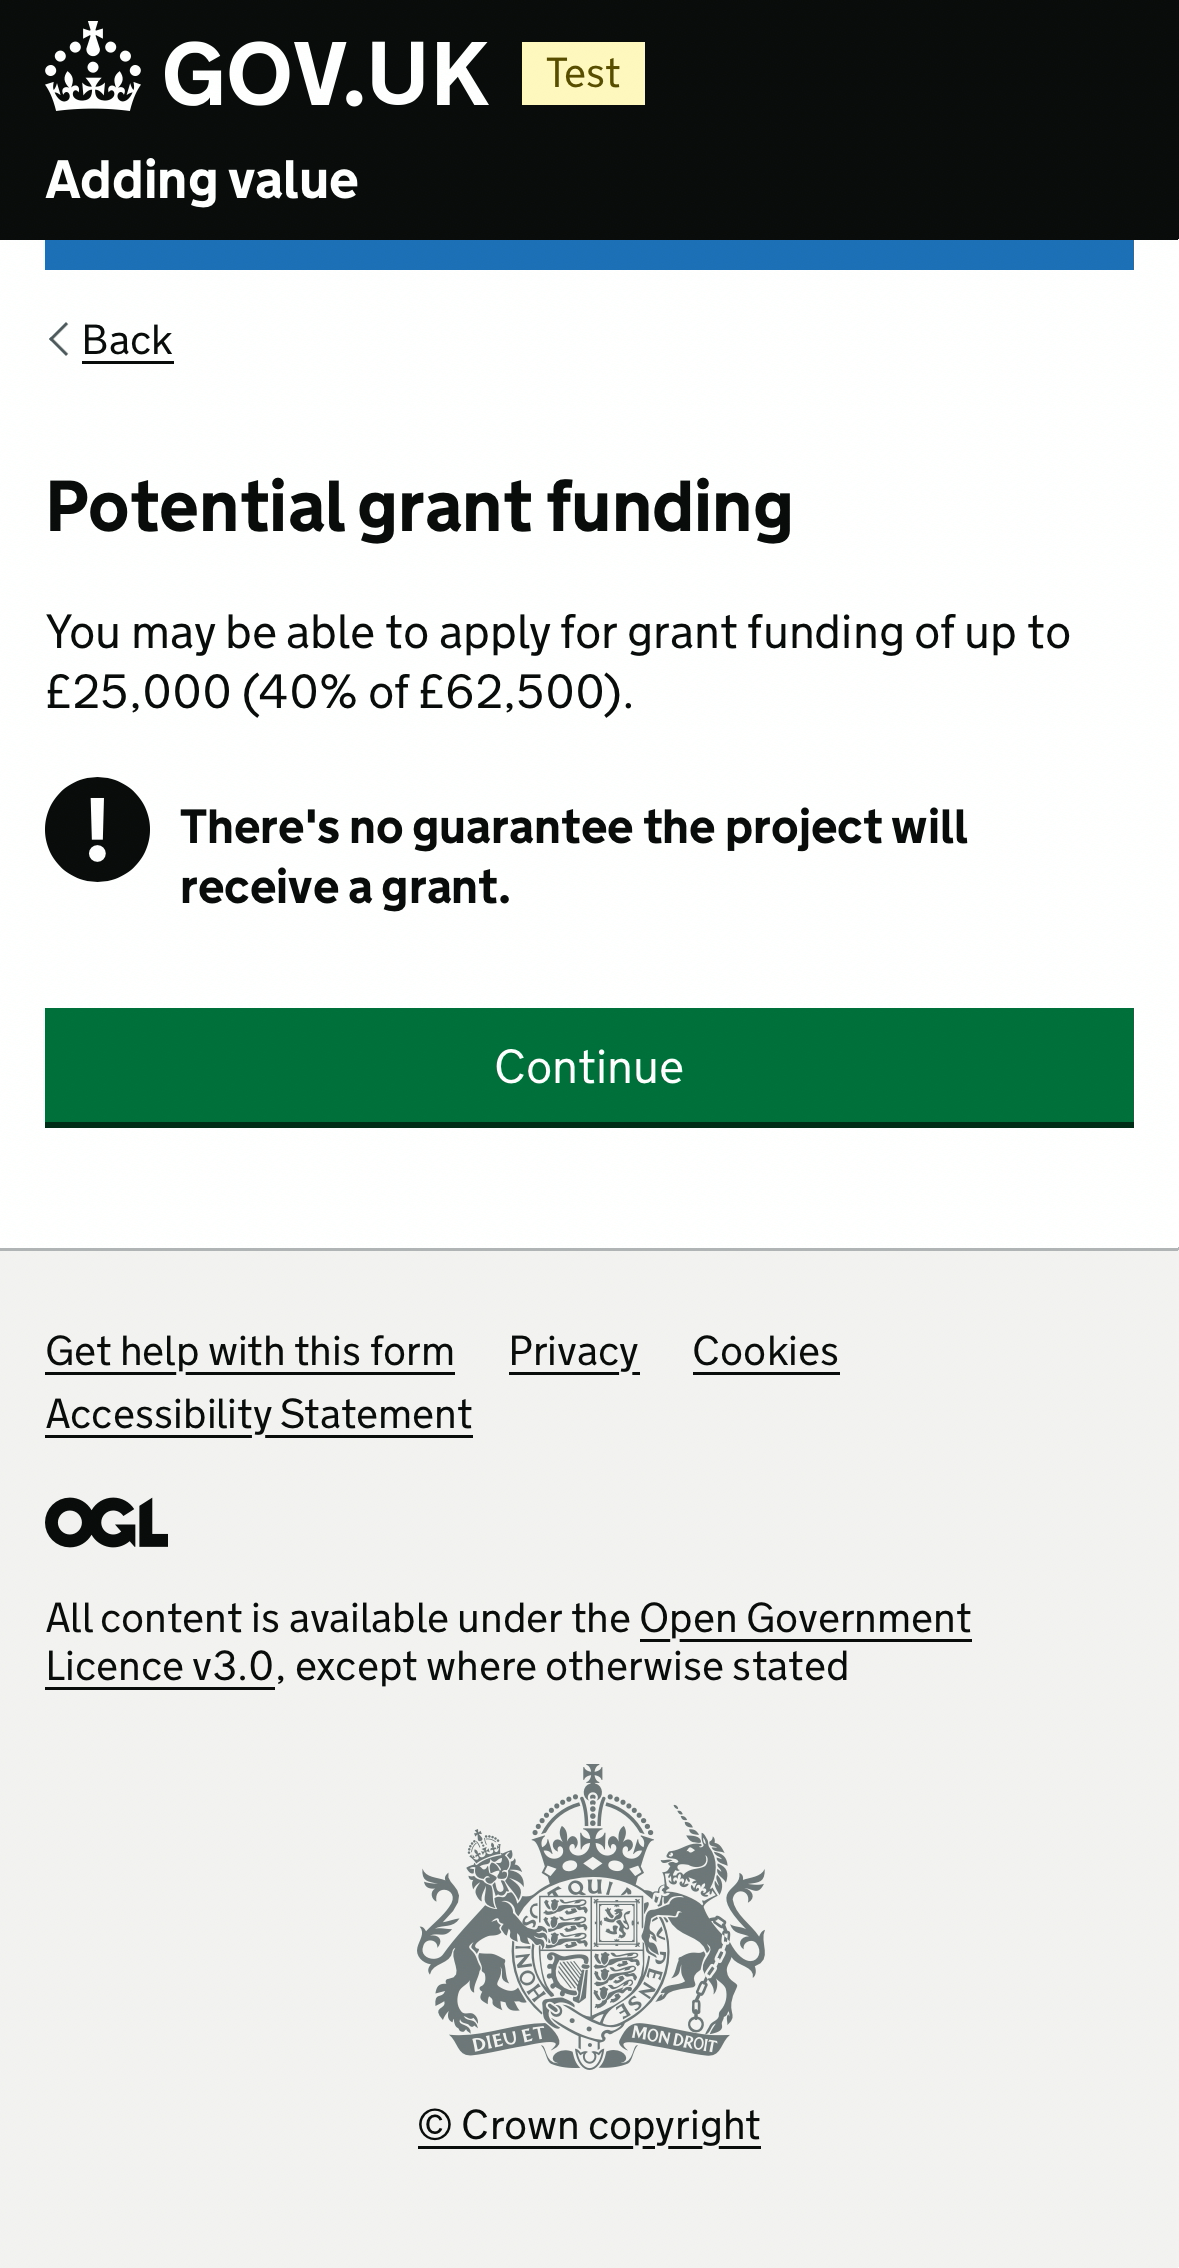 GOV.UK Test
Adding value
Back
Potential grant funding
You may be able to apply for grant funding of up to
£25,000 (40% of £62,500).
! There's no guarantee the project will
receive a grant.
Continue
Get help with this form Privacy Cookies
Accessibility Statement
OGL
All content is available under the Open Government
Licence v3.0, except where otherwise stated
QUI
HONI
PENSE
DIEU ET MON DROIT
© Crown copyright